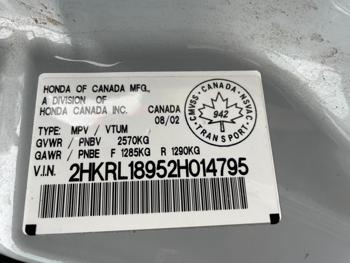 HONDA OF CANADA MFG.,
A DIVISION OF
HONDA CANADA INC. CANADA
08/02
CANADA
CMVSS NSVAC
942
TRANSPORT
TYPE: MPV / VTUM
GVWR / PNBV 2570KG
GAWR / PNBE F 1285KG R 1290KG
V.I.N. 2HKRL18952H014795